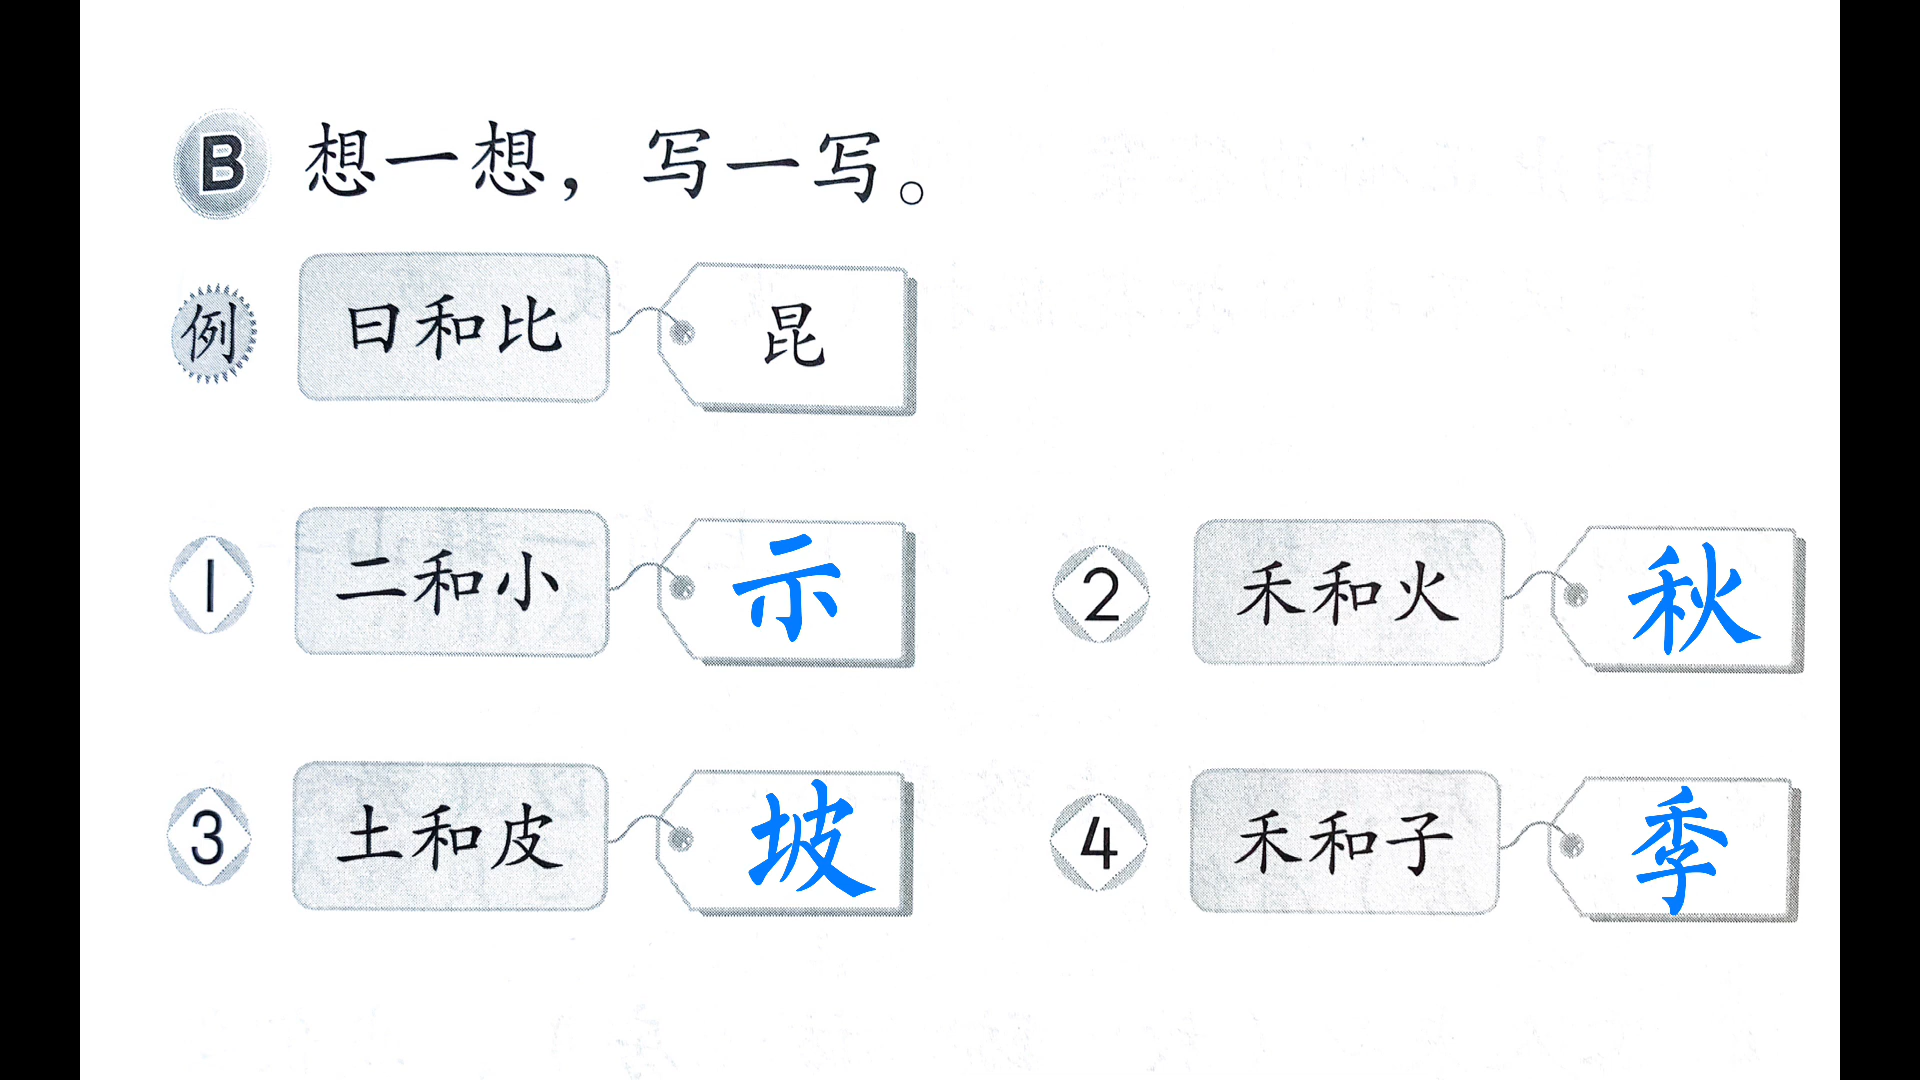 B 想一想，写一写。
例 日和比 昆
1 二和小 示
2 禾和火 秋
3 土和皮 坡
4 禾和子 季